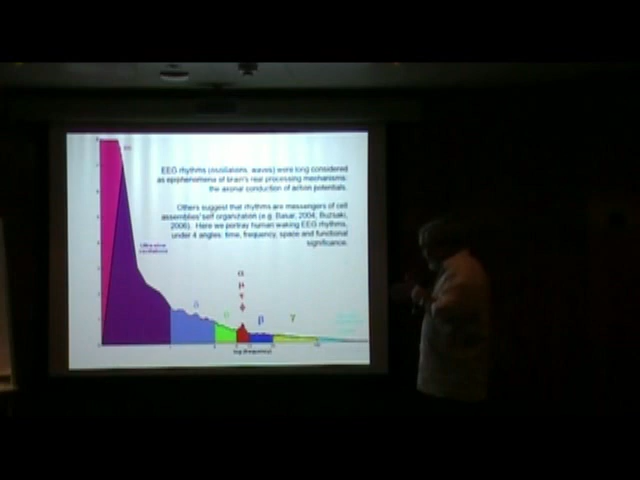 EEG rhythms (oscillations, waves) were long considered
as epiphenomena of brain's real processing mechanisms:
the axonal conduction of action potentials.
Others suggest that rhythms are messengers of cell
assemblies' self organization (e.g. Basar, 2004, Buzsaki,
2006). Here we portray human waking EEG rhythms,
under 4 angles: time, frequency, space and functional
significance.
Ultra-slow
oscillations
α
μ
τ
ϕ
δ
θ
β
γ
log (frequency)